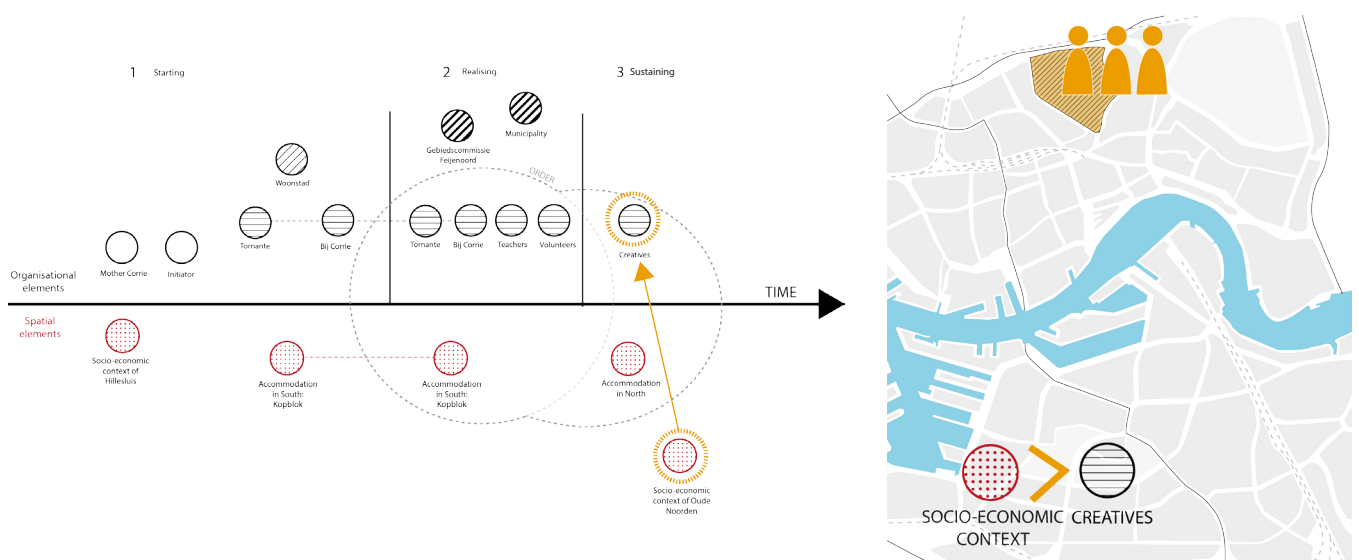 1 Starting
2 Realising
3 Sustaining
Municipality
Gebiedscommissie
Feijenoord
Woonstad
ORDER
Tornante
Bij Corrie
Tornante
Bij Corrie
Teachers
Volunteers
Creatives
Mother Corrie
Initiator
Organisational
elements
TIME
Spatial
elements
Socio-economic
context of
Hillesluis
Accommodation
in South:
Kopblok
Accommodation
in South:
Kopblok
Accommodation
in North
Socio-economic
context of Oude
Noorden
SOCIO-ECONOMIC
CONTEXT
CREATIVES